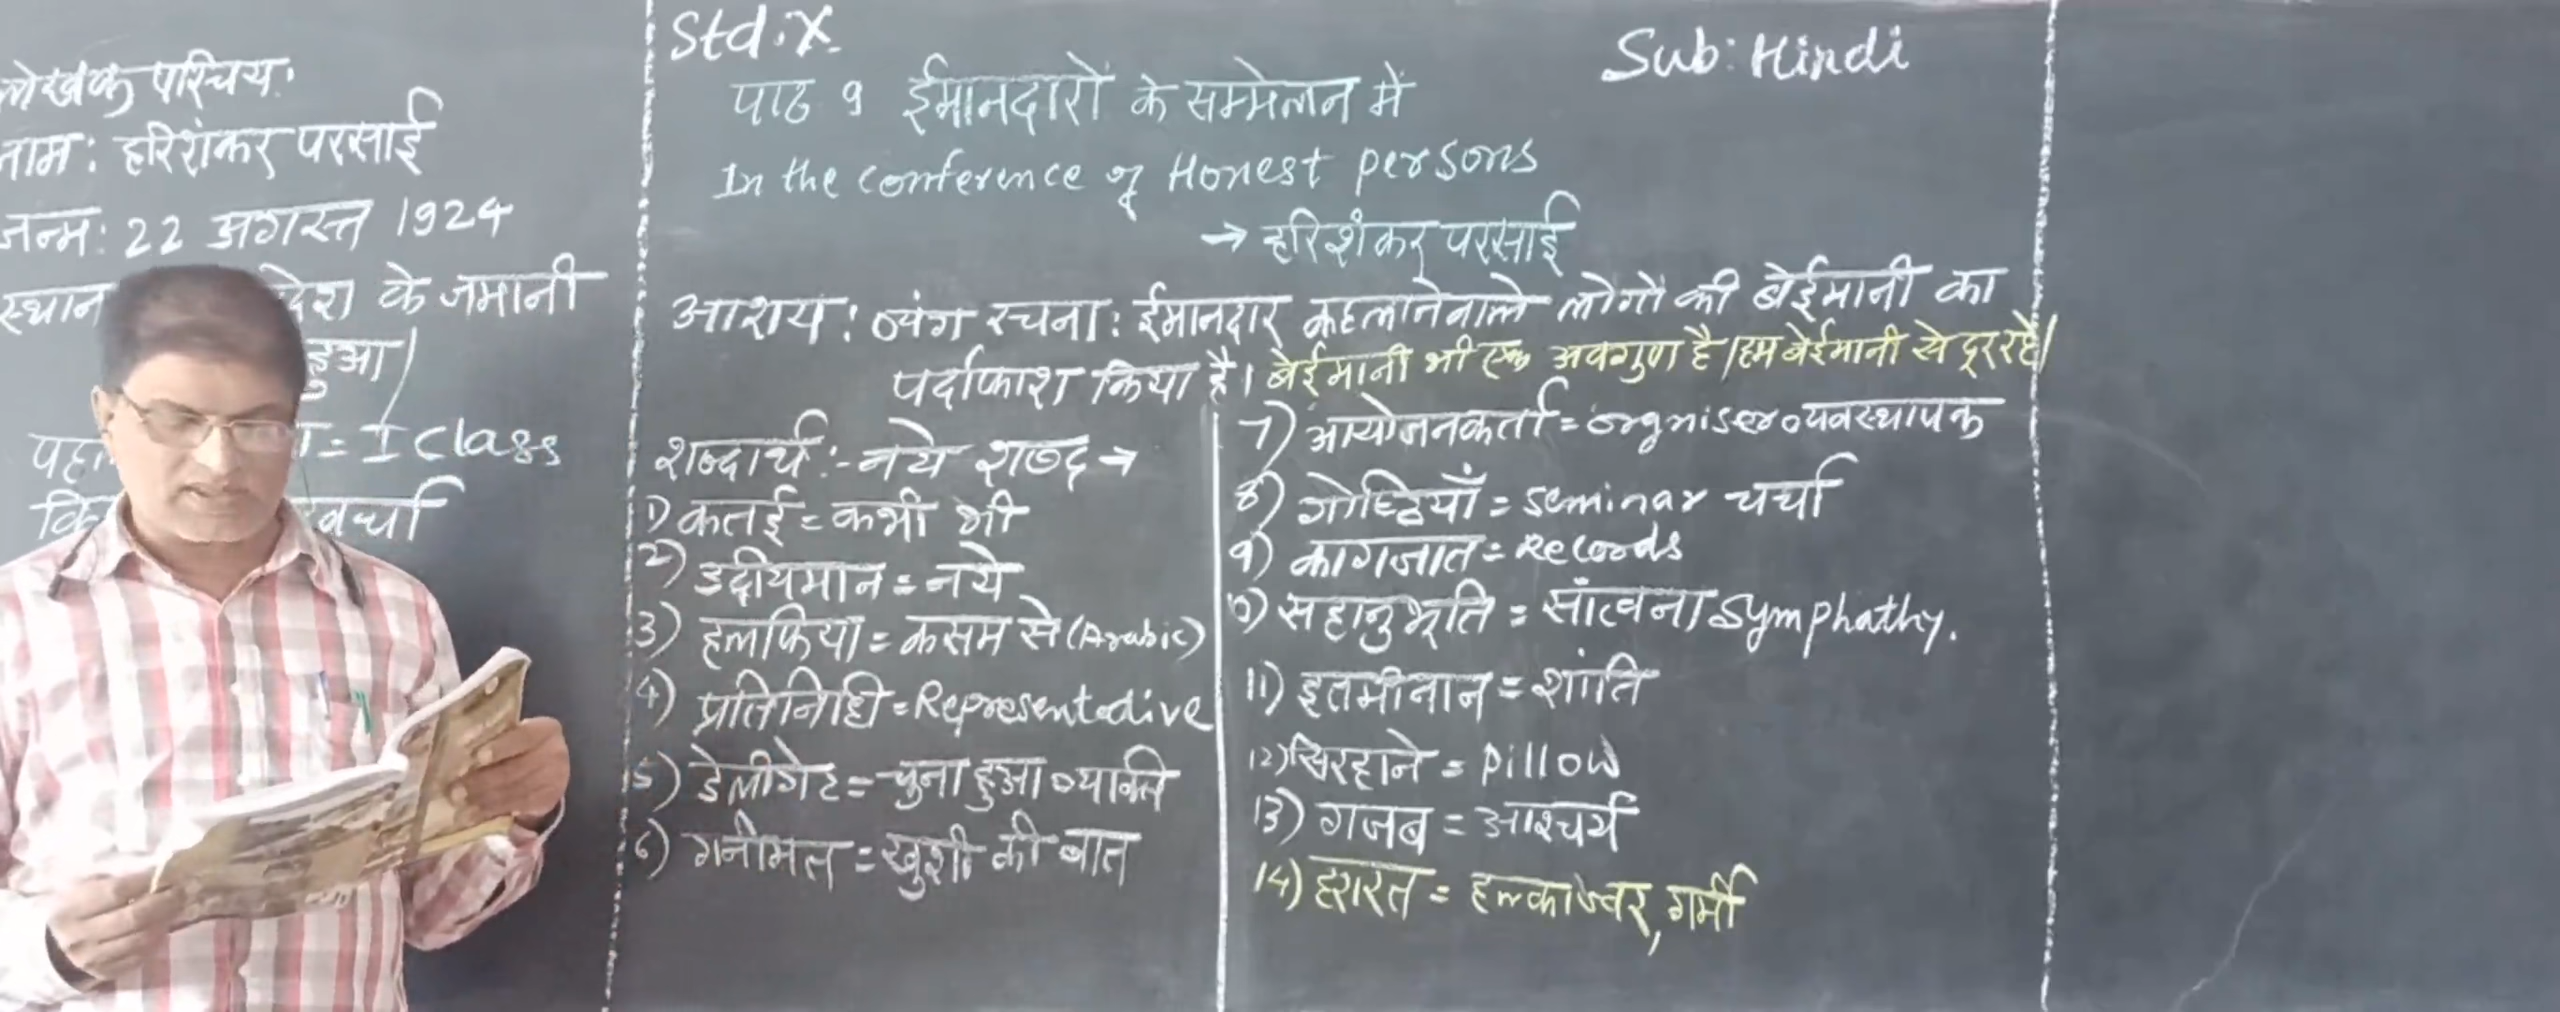 लेखक परिचय:
नाम: हरिशंकर परसाई
जन्म: 22 अगस्त 1924
स्थान देश के जमानी
हुआ।
= I Class
चर्चा
Std: X.
Sub: Hindi
पाठ 9 ईमानदारों के सम्मेलन में
In the conference of Honest persons
→ हरिशंकर परसाई
आशय: व्यंग रचना: ईमानदार कहलानेवाले लोगों की बेईमानी का
पर्दाफाश किया है। बेईमानी भी एक अवगुण है। हम बेईमानी से दूर रहे।
शब्दार्थ :- नये शब्द →
1) कतई = कभी भी
2) उद्दीयमान = नये
3) हलफिया = कसम से (Arabic)
4) प्रतिनिधि = Representative
5) डेलीगेट = चुना हुआ व्यक्ति
6) गनीमत = खुशी की बात
7) आयोजनकर्ता = orgniser व्यवस्थापक
8) गोष्ठियाँ = seminar चर्चा
9) कागजात = Records
10) सहानुभूति = सांत्वना Symphathy.
11) इतमीनान = शांति
12) सिरहाने = pillow
13) गजब = आश्चर्य
14) हरारत = हल्का ज्वर, गर्मी